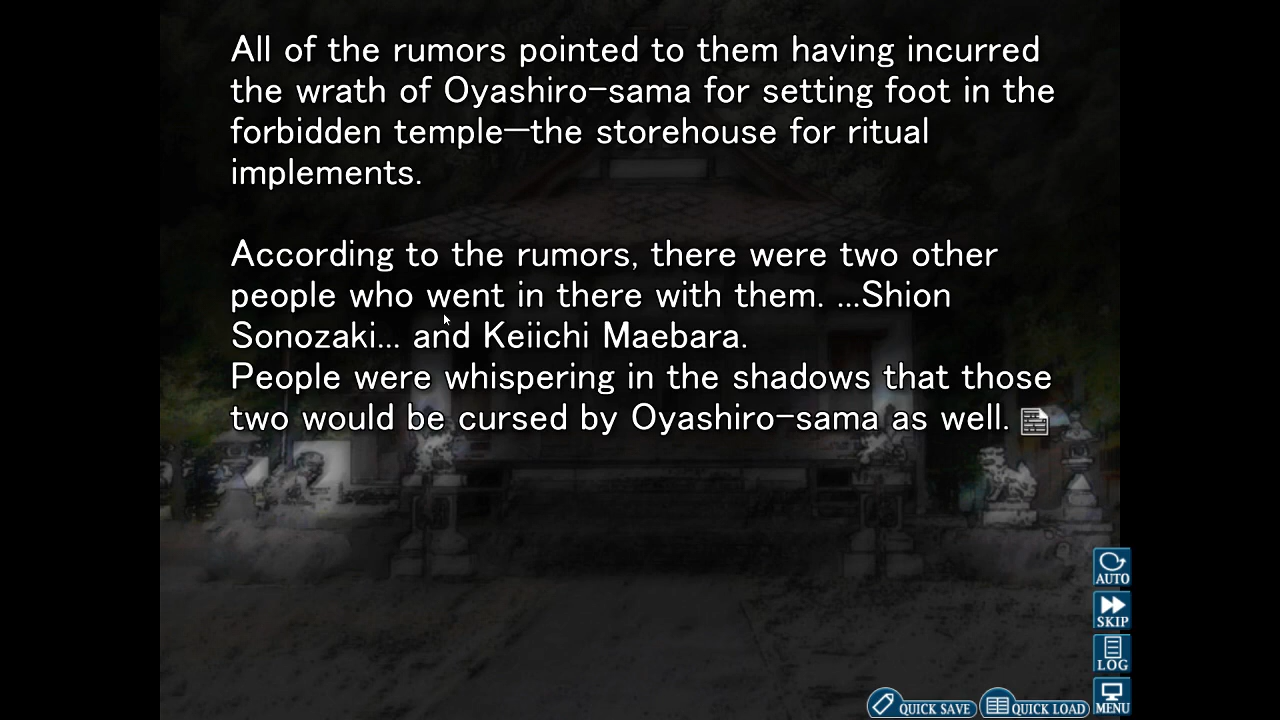 All of the rumors pointed to them having incurred
the wrath of Oyashiro-sama for setting foot in the
forbidden temple—the storehouse for ritual
implements.
According to the rumors, there were two other
people who went in there with them. ...Shion
Sonozaki... and Keiichi Maebara.
People were whispering in the shadows that those
two would be cursed by Oyashiro-sama as well.
AUTO
SKIP
LOG
MENU
QUICK SAVE
QUICK LOAD